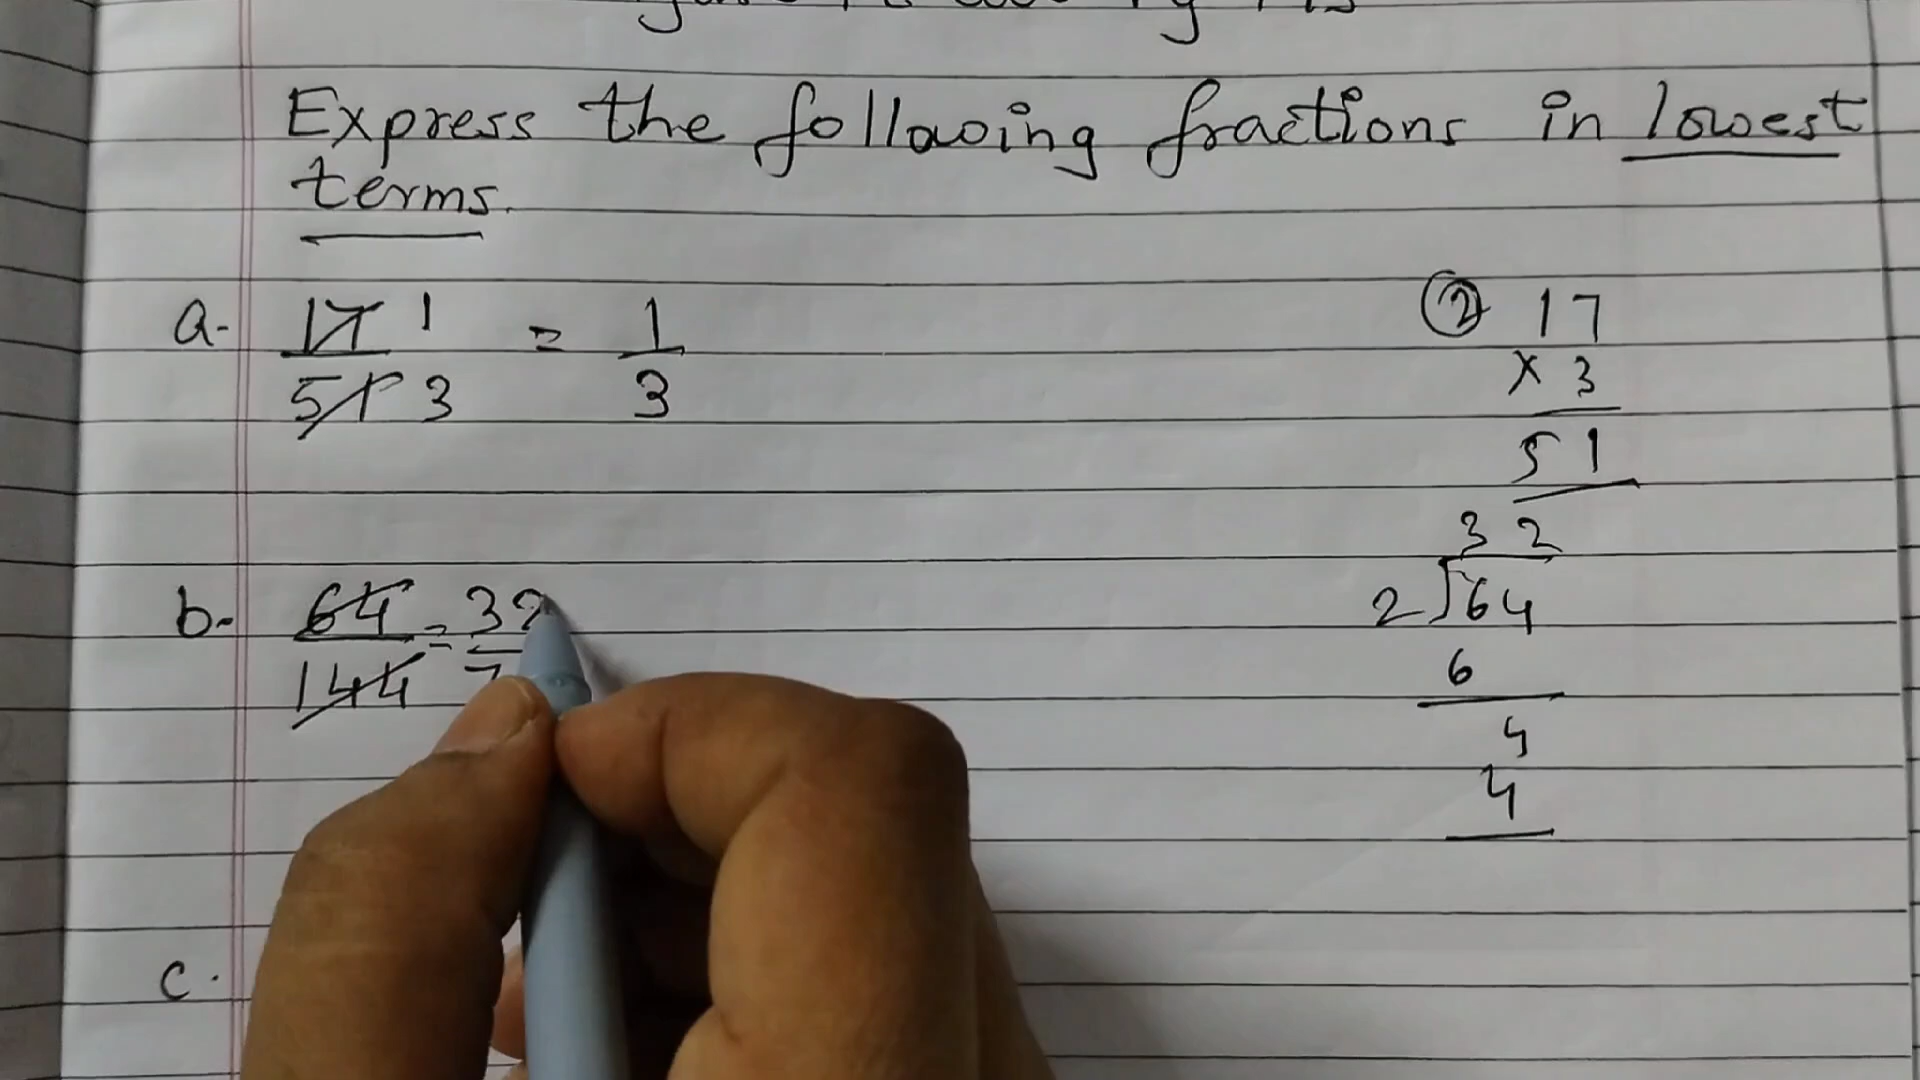 Express the following fractions in lowest
terms.
a. 17 1 = 1
51 3 3
b. 64 = 32
144 7
c.
2 17
x 3
51
32
2 64
6
4
4